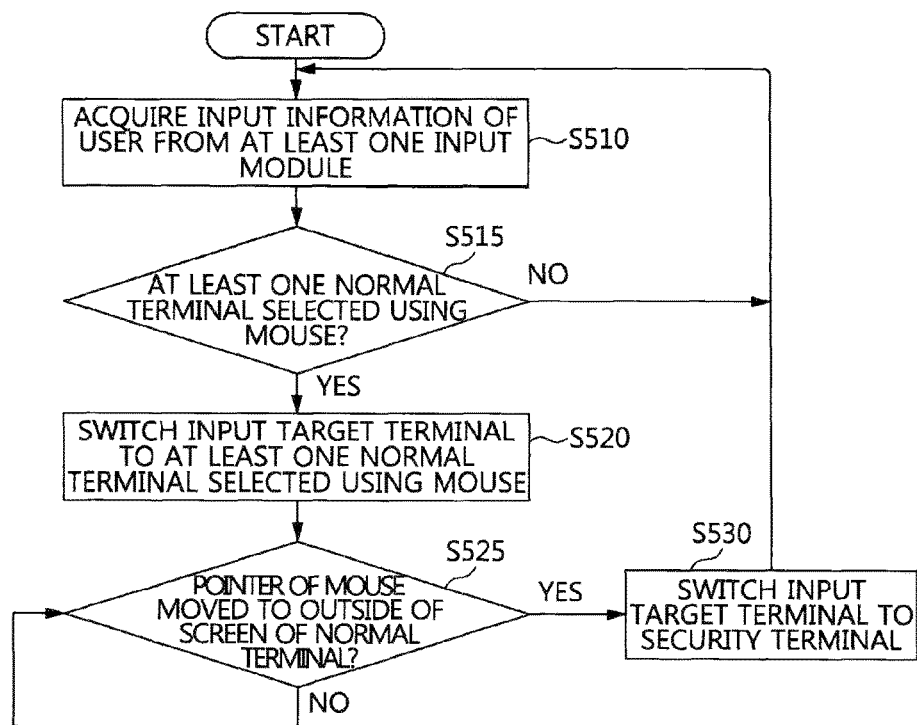 START
ACQUIRE INPUT INFORMATION OF
USER FROM AT LEAST ONE INPUT
MODULE
S510
S515
AT LEAST ONE NORMAL
TERMINAL SELECTED USING
MOUSE?
NO
YES
SWITCH INPUT TARGET TERMINAL
TO AT LEAST ONE NORMAL
TERMINAL SELECTED USING MOUSE
S520
S525
POINTER OF MOUSE
MOVED TO OUTSIDE OF
SCREEN OF NORMAL
TERMINAL?
YES
NO
S530
SWITCH INPUT
TARGET TERMINAL TO
SECURITY TERMINAL